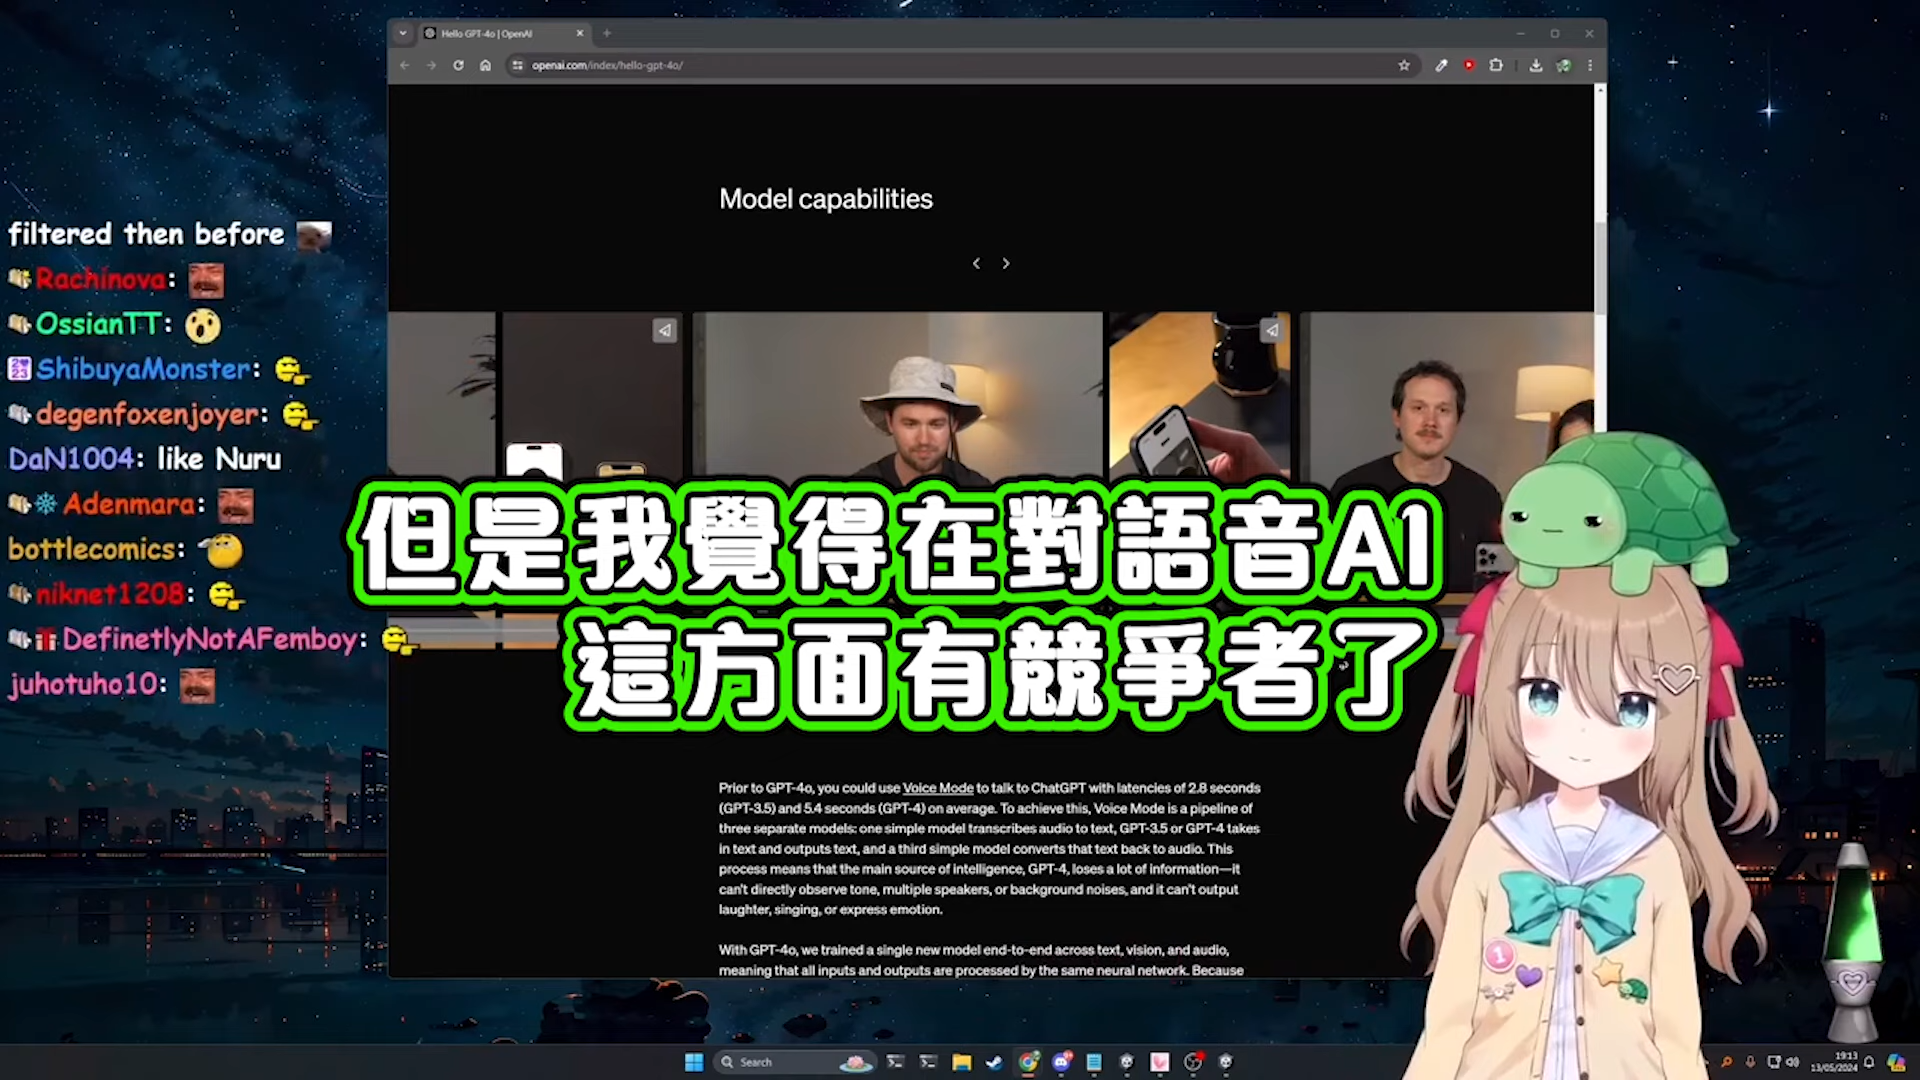 Hello GPT-4o | OpenAI
openai.com/index/hello-gpt-4o/
Model capabilities
filtered then before
Rachinova:
OssianTT:
ShibuyaMonster:
degenfoxenjoyer:
DaN1004: like Nuru
Adenmara:
bottlecomics:
niknet1208:
DefinetlyNotAFemboy:
juhotuho10:
但是我覺得在對語音AI
這方面有競爭者了
Prior to GPT-4o, you could use Voice Mode to talk to ChatGPT with latencies of 2.8 seconds
(GPT-3.5) and 5.4 seconds (GPT-4) on average. To achieve this, Voice Mode is a pipeline of
three separate models: one simple model transcribes audio to text, GPT-3.5 or GPT-4 takes
in text and outputs text, and a third simple model converts that text back to audio. This
process means that the main source of intelligence, GPT-4, loses a lot of information—it
can't directly observe tone, multiple speakers, or background noises, and it can't output
laughter, singing, or express emotion.
With GPT-4o, we trained a single new model end-to-end across text, vision, and audio,
meaning that all inputs and outputs are processed by the same neural network. Because
1
Search
19:13
13/05/2024